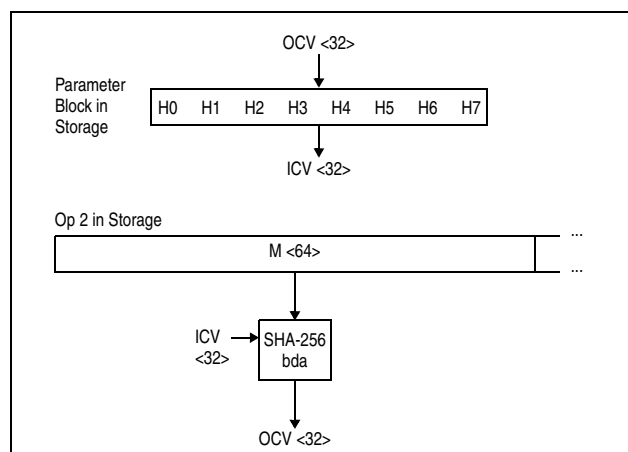 OCV <32>
Parameter
Block in
Storage
H0 H1 H2 H3 H4 H5 H6 H7
ICV <32>
Op 2 in Storage
...
M <64>
...
ICV
<32>
SHA-256
bda
OCV <32>